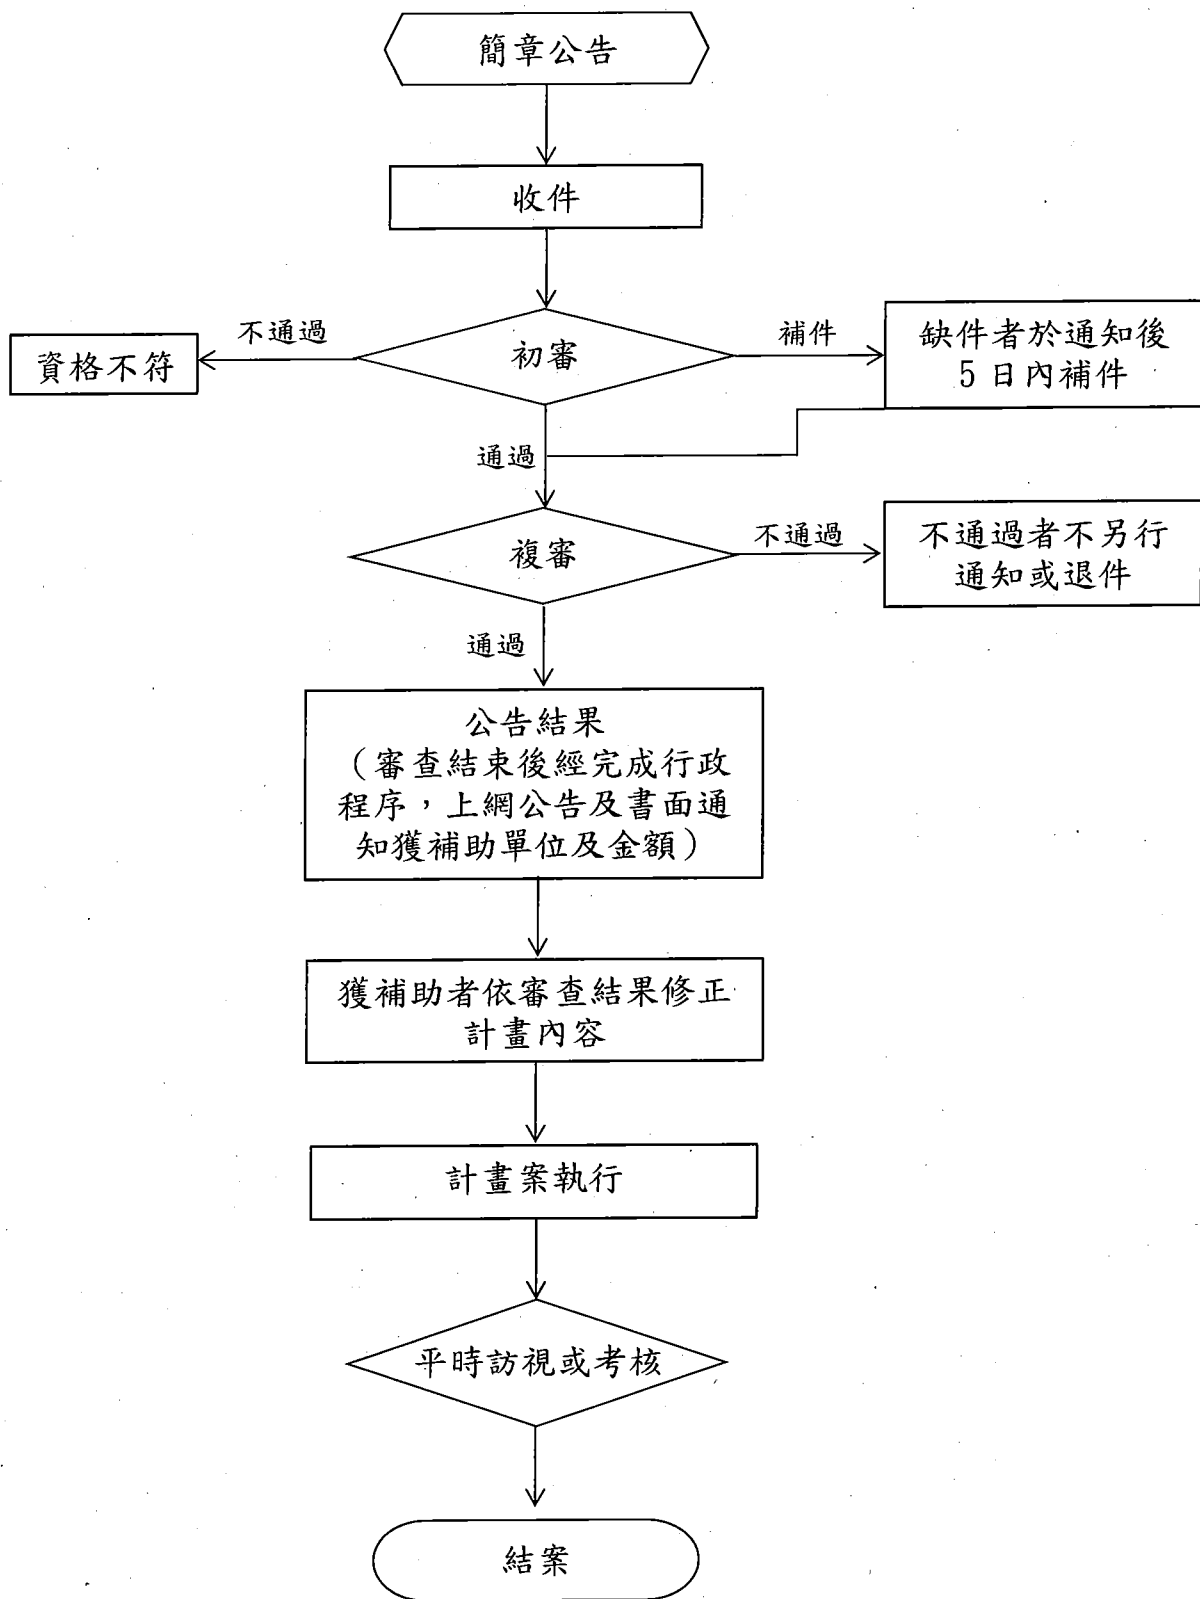 簡章公告
收件
不通過
初審
補件
資格不符
缺件者於通知後
5 日內補件
通過
複審
不通過
不通過者不另行
通知或退件
通過
公告結果
（審查結束後經完成行政
程序，上網公告及書面通
知獲補助單位及金額）
獲補助者依審查結果修正
計畫內容
計畫案執行
平時訪視或考核
結案